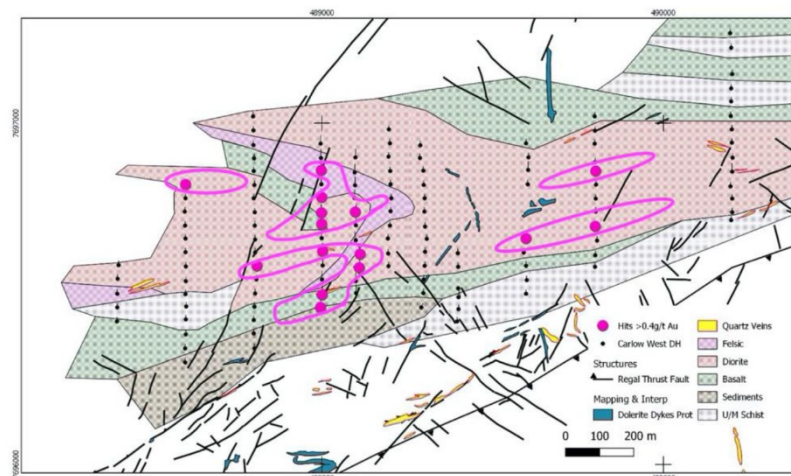 489000
490000
7697000
7696000
Hits >0.4g/t Au
Carlow West DH
Structures
Regal Thrust Fault
Mapping & Interp
Dolerite Dykes Prot
Quartz Veins
Felsic
Diorite
Basalt
Sediments
U/M Schist
0 100 200 m